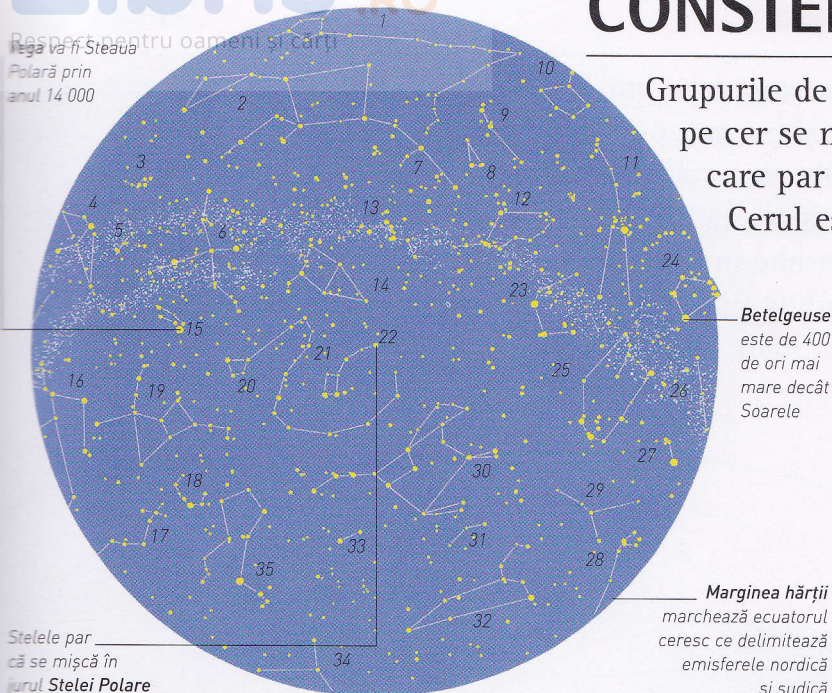 .RO
Respect pentru oameni și cărți
CONSTEL
Vega va fi Steaua
Polară prin
anul 14 000
Grupurile de
pe cer se
care par
Cerul
1
2
3
4
5
6
7
8
9
10
11
12
13
14
15
16
17
18
19
20
21
22
23
24
25
26
27
28
29
30
31
32
33
34
35
Betelgeuse
este de 400
de ori mai
mare decât
Soarele
Marginea hărții
marchează ecuatorul
ceresc ce delimitează
emisferele nordică
și sudică
Stelele par
că se mișcă în
jurul Stelei Polare